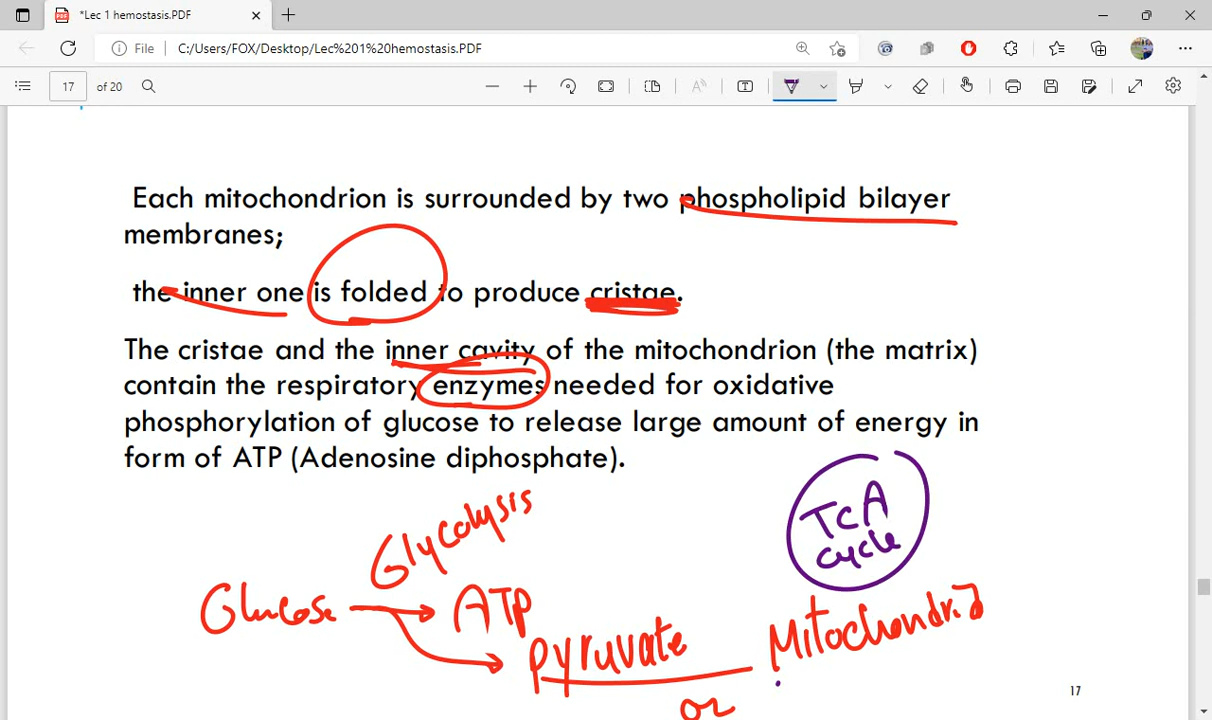 *Lec 1 hemostasis.PDF
File C:/Users/FOX/Desktop/Lec%201%20hemostasis.PDF
17 of 20
Each mitochondrion is surrounded by two phospholipid bilayer
membranes;
the inner one is folded to produce cristae.
The cristae and the inner cavity of the mitochondrion (the matrix)
contain the respiratory enzymes needed for oxidative
phosphorylation of glucose to release large amount of energy in
form of ATP (Adenosine diphosphate).
TCA
cycle
Glycolysis
Glucose ATP
Pyruvate Mitochondria
or
17